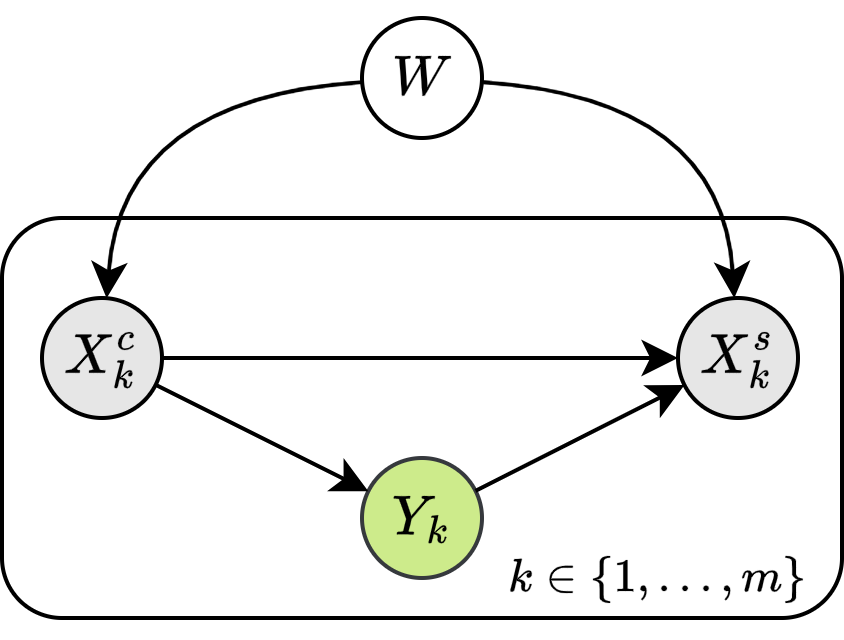 W
X_k^c
X_k^s
Y_k
k ∈ {1, . . . , m}